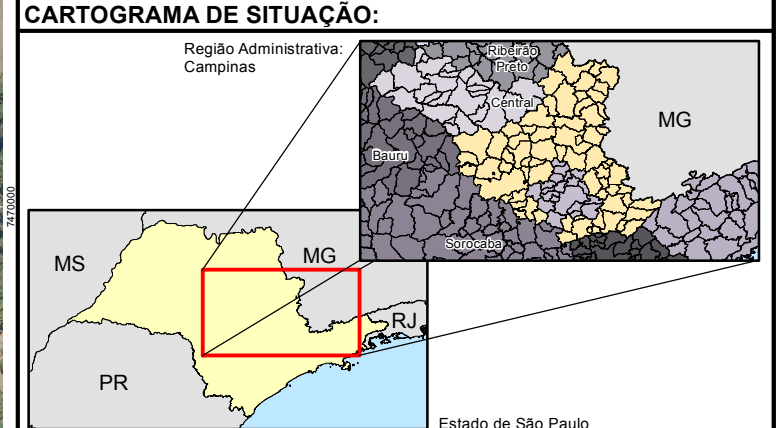 CARTOGRAMA DE SITUAÇÃO:
Região Administrativa:
Campinas
Ribeirão
Preto
Central
MG
Bauru
Sorocaba
7470000
MS
MG
RJ
PR
Estado de São Paulo